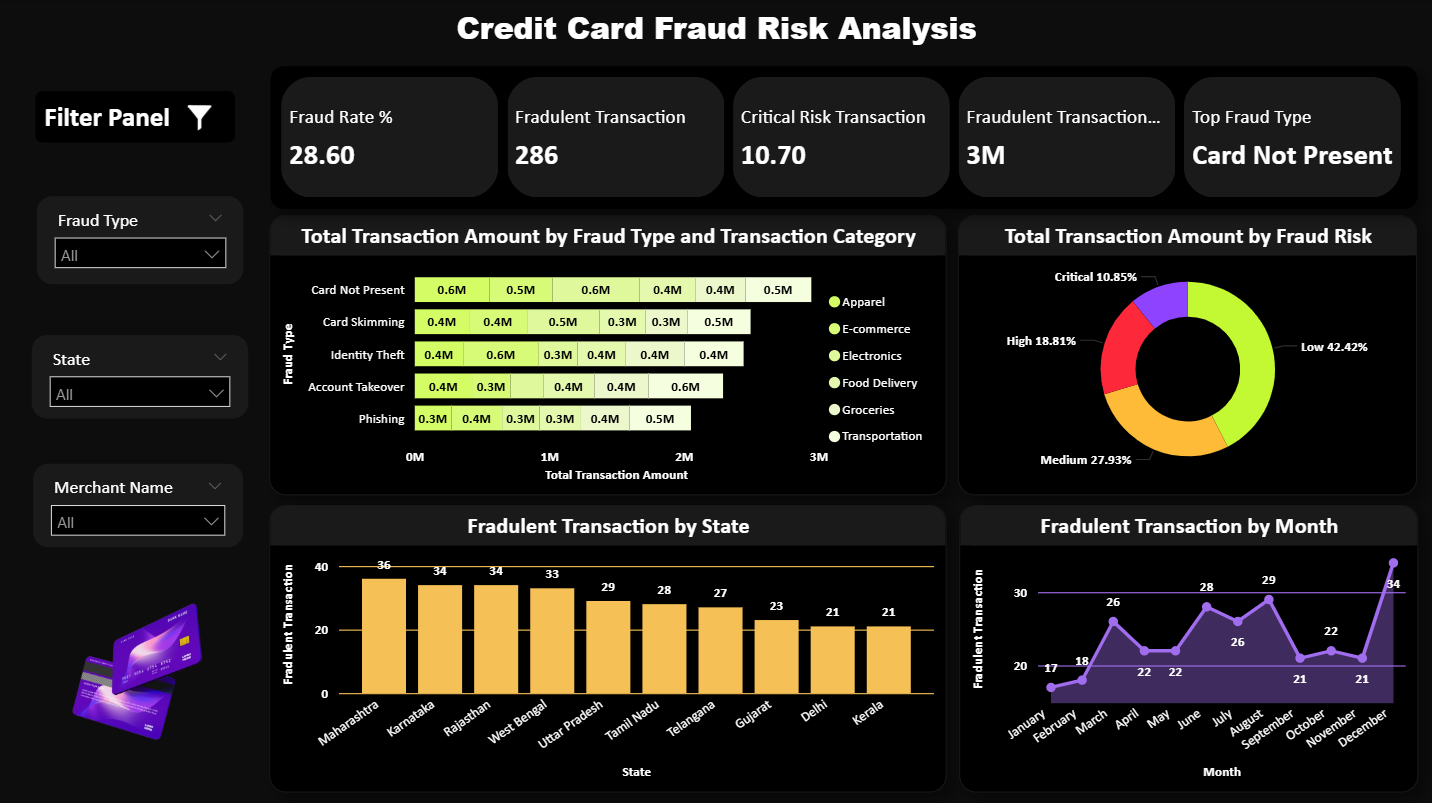 Credit Card Fraud Risk Analysis
Filter Panel
Fraud Type
All
State
All
Merchant Name
All
Fraud Rate %
28.60
Fradulent Transaction
286
Critical Risk Transaction
10.70
Fraudulent Transaction...
3M
Top Fraud Type
Card Not Present
Total Transaction Amount by Fraud Type and Transaction Category
Fraud Type
Card Not Present 0.6M 0.5M 0.6M 0.4M 0.4M 0.5M
Card Skimming 0.4M 0.4M 0.5M 0.3M 0.3M 0.5M
Identity Theft 0.4M 0.6M 0.3M 0.4M 0.4M 0.4M
Account Takeover 0.4M 0.3M 0.4M 0.4M 0.6M
Phishing 0.3M 0.4M 0.3M 0.3M 0.4M 0.5M
0M 1M 2M 3M
Total Transaction Amount
Apparel
E-commerce
Electronics
Food Delivery
Groceries
Transportation
Total Transaction Amount by Fraud Risk
Critical 10.85%
High 18.81%
Low 42.42%
Medium 27.93%
Fradulent Transaction by State
Fradulent Transaction
40
20
0
36 34 34 33 29 28 27 23 21 21
Maharashtra Karnataka Rajasthan West Bengal Uttar Pradesh Tamil Nadu Telangana Gujarat Delhi Kerala
State
Fradulent Transaction by Month
Fradulent Transaction
30
20
17 18 26 22 22 28 26 29 21 22 21 34
January February March April May June July August September October November December
Month